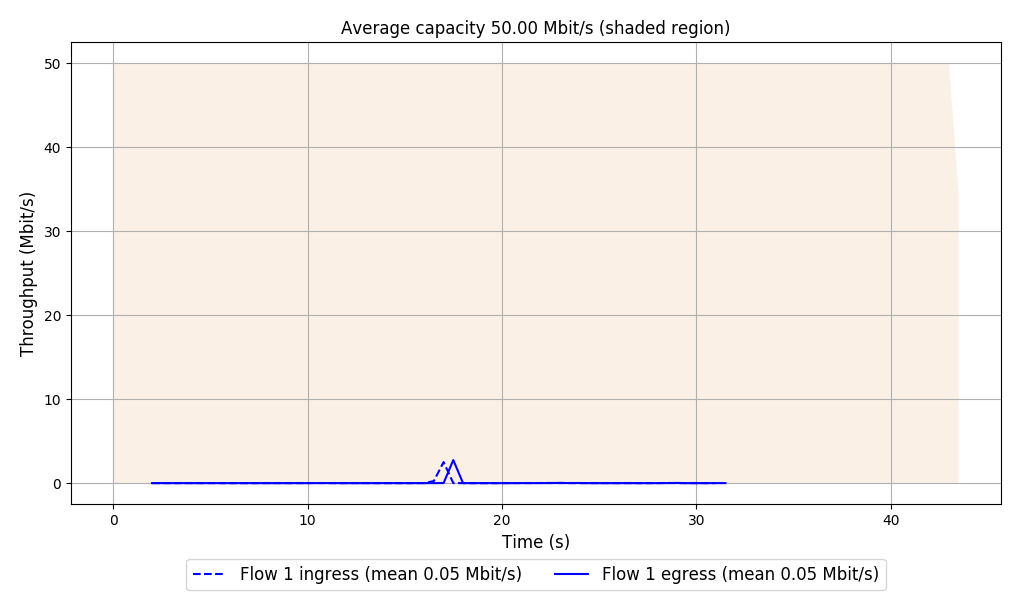 Average capacity 50.00 Mbit/s (shaded region)
Throughput (Mbit/s)
50
40
30
20
10
0
0 10 20 30 40
Time (s)
Flow 1 ingress (mean 0.05 Mbit/s) Flow 1 egress (mean 0.05 Mbit/s)